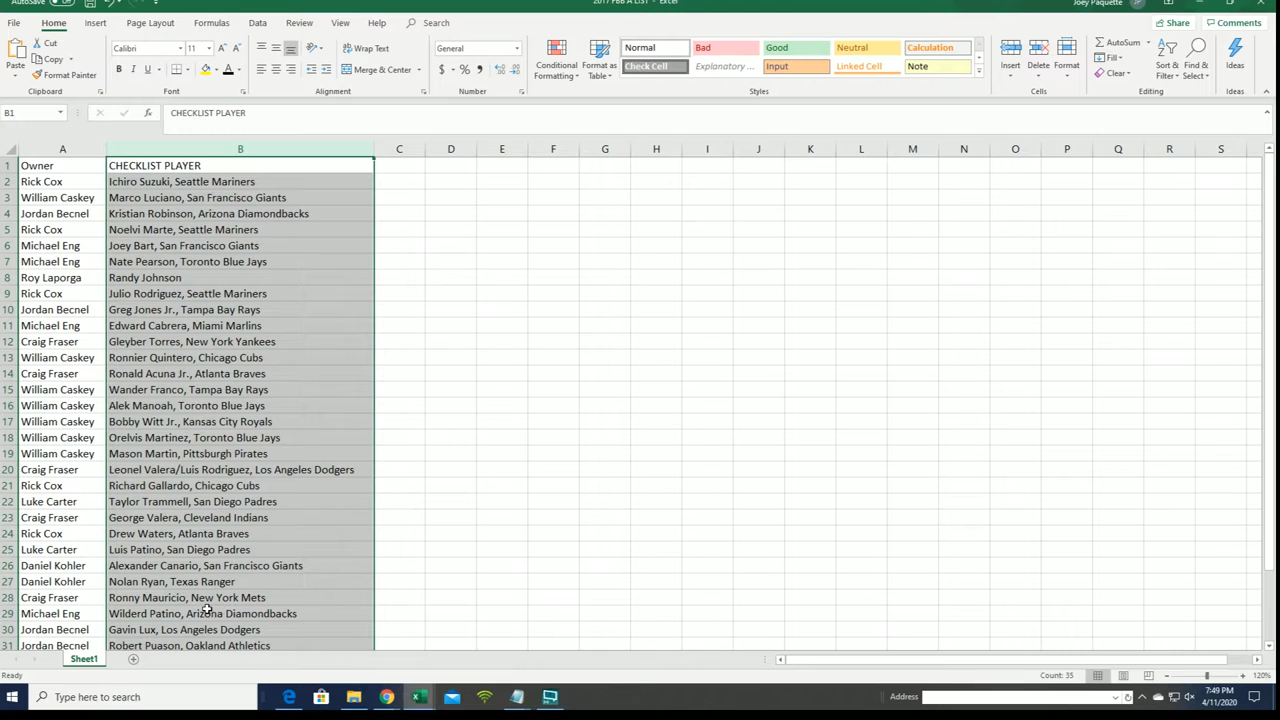 AutoSave Off 2017 FBB A LIST - Excel Joey Paquette JP
File Home Insert Page Layout Formulas Data Review View Help Search Share Comments
Paste Cut Copy Format Painter Clipboard
Calibri 11 B I U A A Font
Wrap Text Merge & Center Alignment
General $ % , Number
Conditional Formatting Format as Table
Normal Bad Good Neutral Calculation
Check Cell Explanatory ... Input Linked Cell Note
Styles
Insert Delete Format Cells
AutoSum Fill Clear Sort & Filter Find & Select Editing
Ideas Ideas
B1 fx CHECKLIST PLAYER
A B C D E F G H I J K L M N O P Q R S
1 Owner CHECKLIST PLAYER
2 Rick Cox Ichiro Suzuki, Seattle Mariners
3 William Caskey Marco Luciano, San Francisco Giants
4 Jordan Becnel Kristian Robinson, Arizona Diamondbacks
5 Rick Cox Noelvi Marte, Seattle Mariners
6 Michael Eng Joey Bart, San Francisco Giants
7 Michael Eng Nate Pearson, Toronto Blue Jays
8 Roy Laporga Randy Johnson
9 Rick Cox Julio Rodriguez, Seattle Mariners
10 Jordan Becnel Greg Jones Jr., Tampa Bay Rays
11 Michael Eng Edward Cabrera, Miami Marlins
12 Craig Fraser Gleyber Torres, New York Yankees
13 William Caskey Ronnier Quintero, Chicago Cubs
14 Craig Fraser Ronald Acuna Jr., Atlanta Braves
15 William Caskey Wander Franco, Tampa Bay Rays
16 William Caskey Alek Manoah, Toronto Blue Jays
17 William Caskey Bobby Witt Jr., Kansas City Royals
18 William Caskey Orelvis Martinez, Toronto Blue Jays
19 William Caskey Mason Martin, Pittsburgh Pirates
20 Craig Fraser Leonel Valera/Luis Rodriguez, Los Angeles Dodgers
21 Rick Cox Richard Gallardo, Chicago Cubs
22 Luke Carter Taylor Trammell, San Diego Padres
23 Craig Fraser George Valera, Cleveland Indians
24 Rick Cox Drew Waters, Atlanta Braves
25 Luke Carter Luis Patino, San Diego Padres
26 Daniel Kohler Alexander Canario, San Francisco Giants
27 Daniel Kohler Nolan Ryan, Texas Ranger
28 Craig Fraser Ronny Mauricio, New York Mets
29 Michael Eng Wilderd Patino, Arizona Diamondbacks
30 Jordan Becnel Gavin Lux, Los Angeles Dodgers
31 Jordan Becnel Robert Puason, Oakland Athletics
Sheet1
Ready Count: 35 120%
Type here to search Address 7:49 PM
4/11/2020